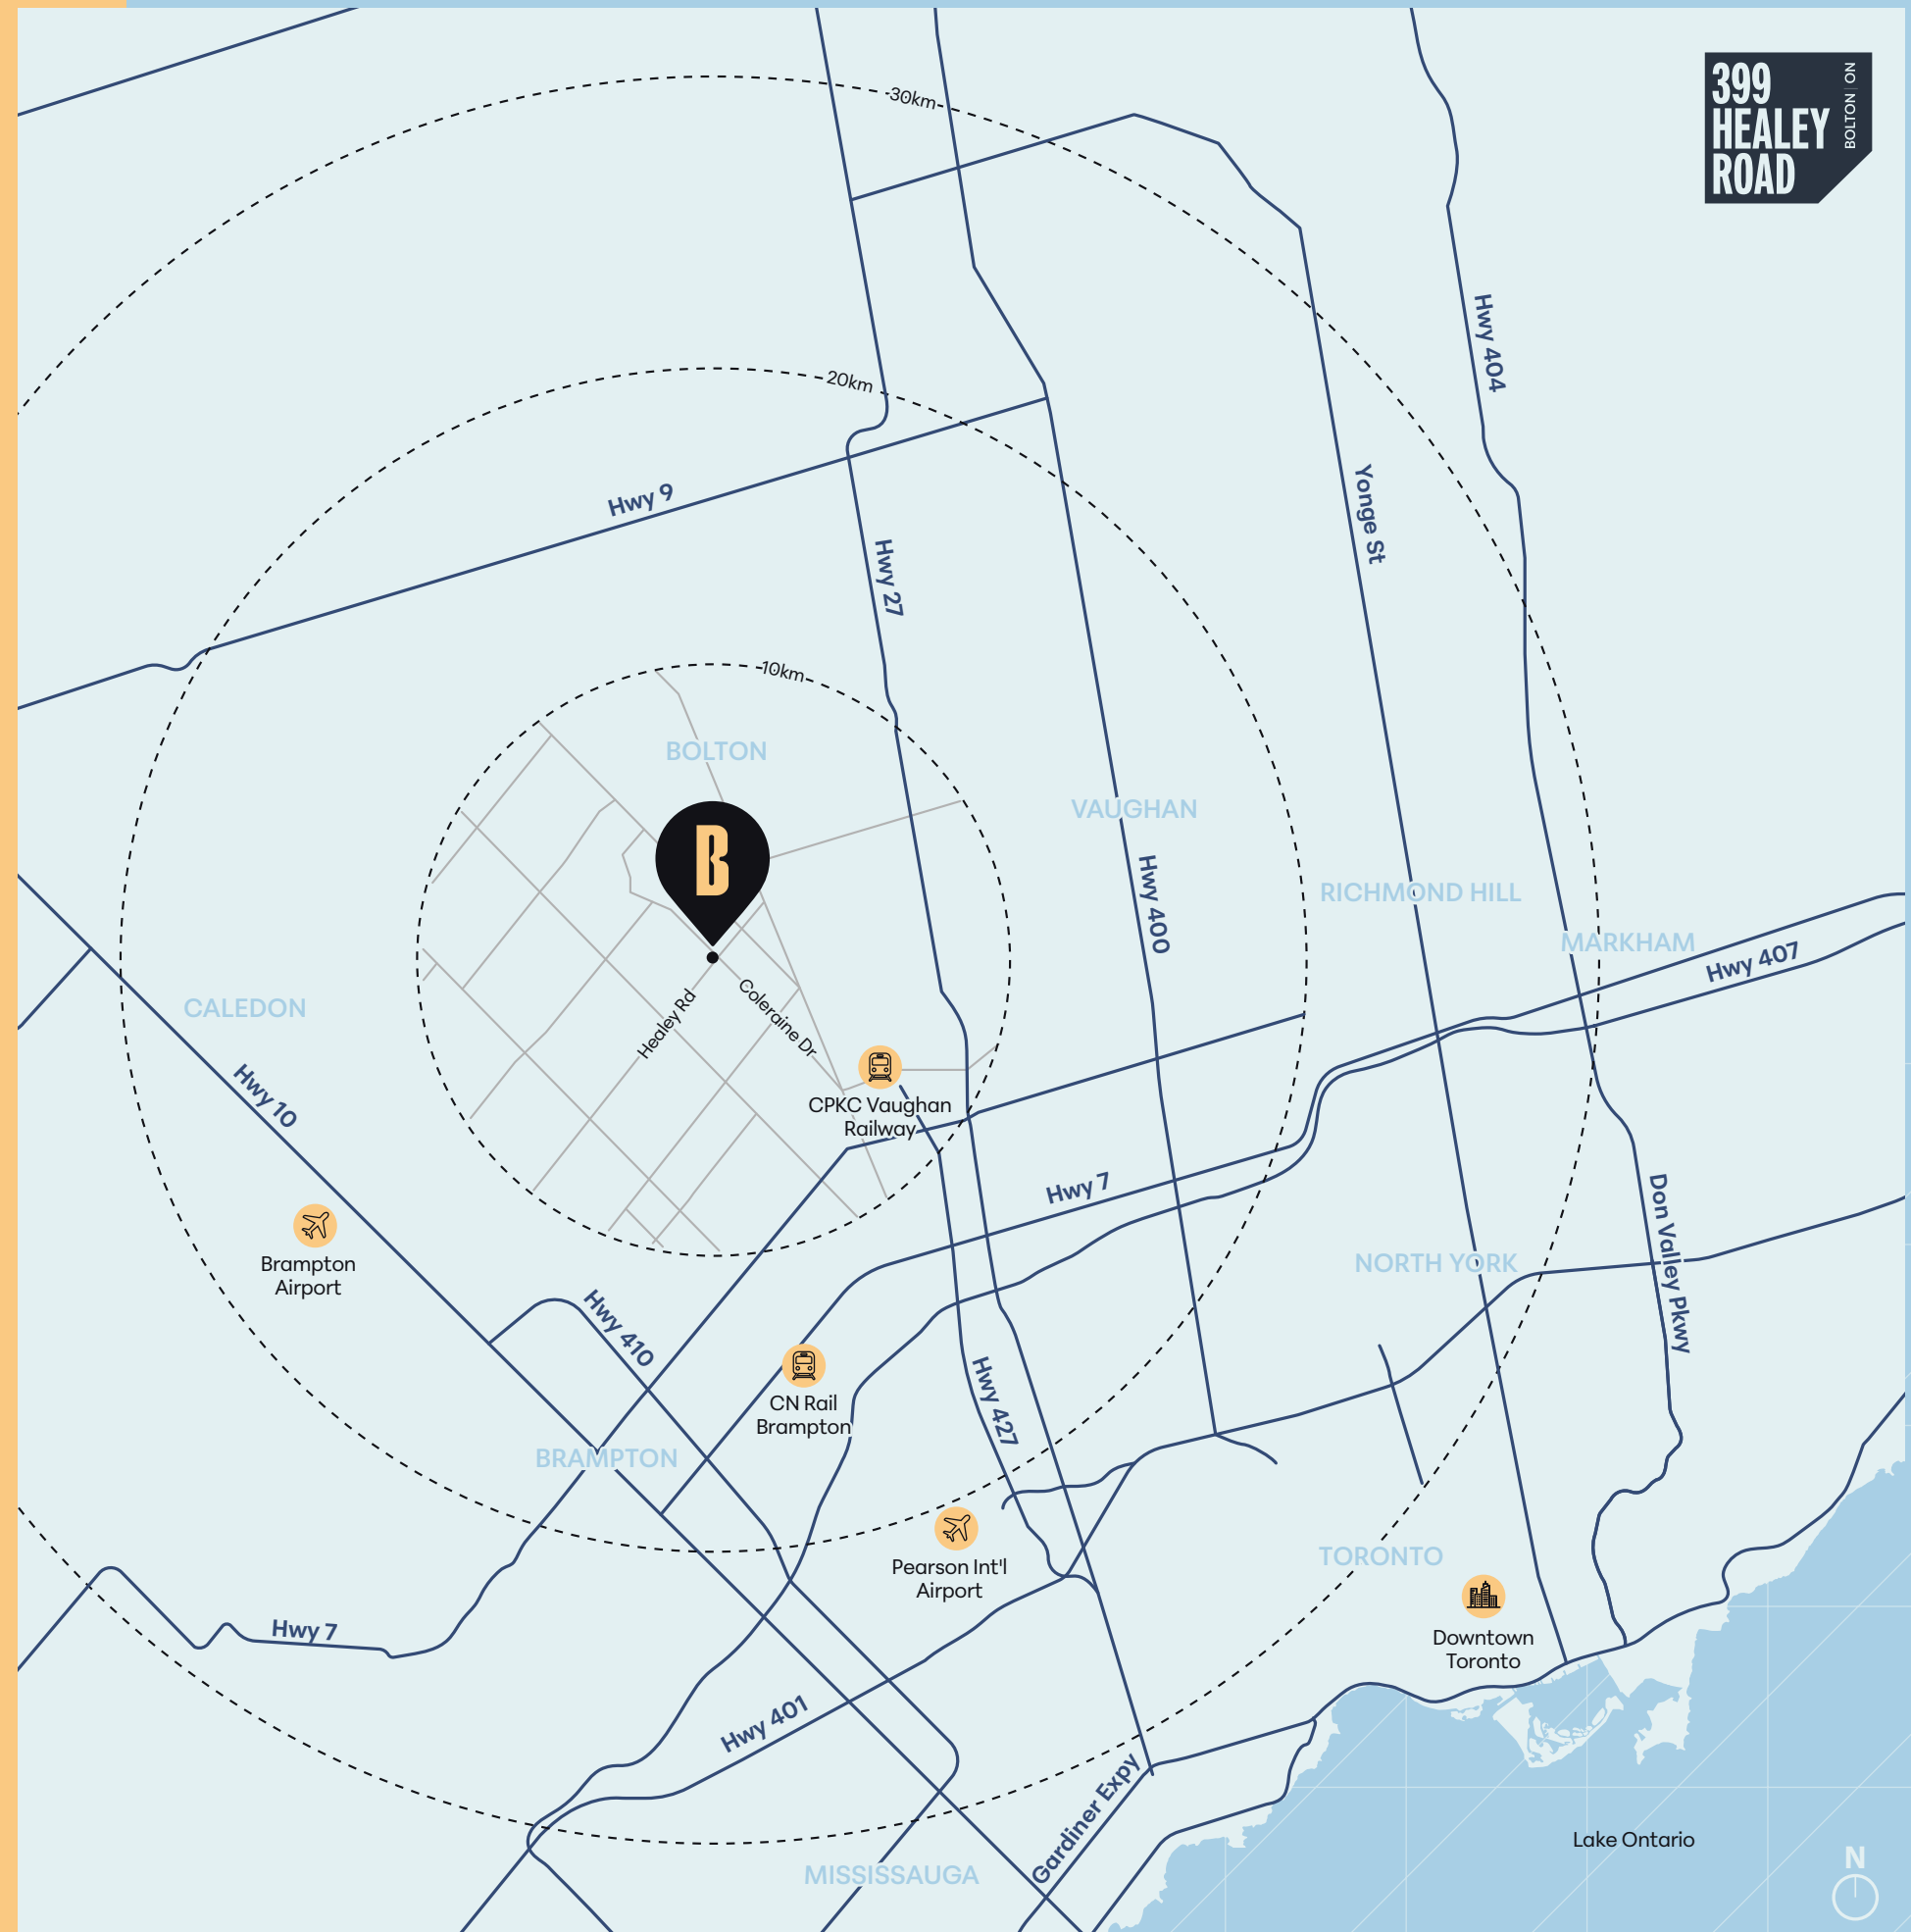 399
HEALEY
ROAD
BOLTON | ON
30km
Hwy 404
20km
Yonge St
Hwy 9
Hwy 27
10km
BOLTON
VAUGHAN
B
Hwy 400
RICHMOND HILL
MARKHAM
Hwy 407
CALEDON
Healey Rd
Coleraine Dr
Hwy 10
CPKC Vaughan
Railway
Hwy 7
Don Valley Pkwy
Brampton
Airport
NORTH YORK
Hwy 410
CN Rail
Brampton
Hwy 427
BRAMPTON
Pearson Int'l
Airport
TORONTO
Hwy 7
Downtown
Toronto
Hwy 401
Gardiner Expy
Lake Ontario
MISSISSAUGA
N